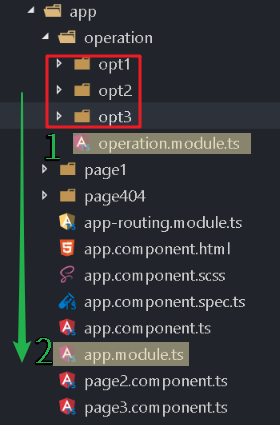 app
operation
opt1
opt2
opt3
1 operation.module.ts
page1
page404
app-routing.module.ts
app.component.html
app.component.scss
app.component.spec.ts
app.component.ts
2 app.module.ts
page2.component.ts
page3.component.ts